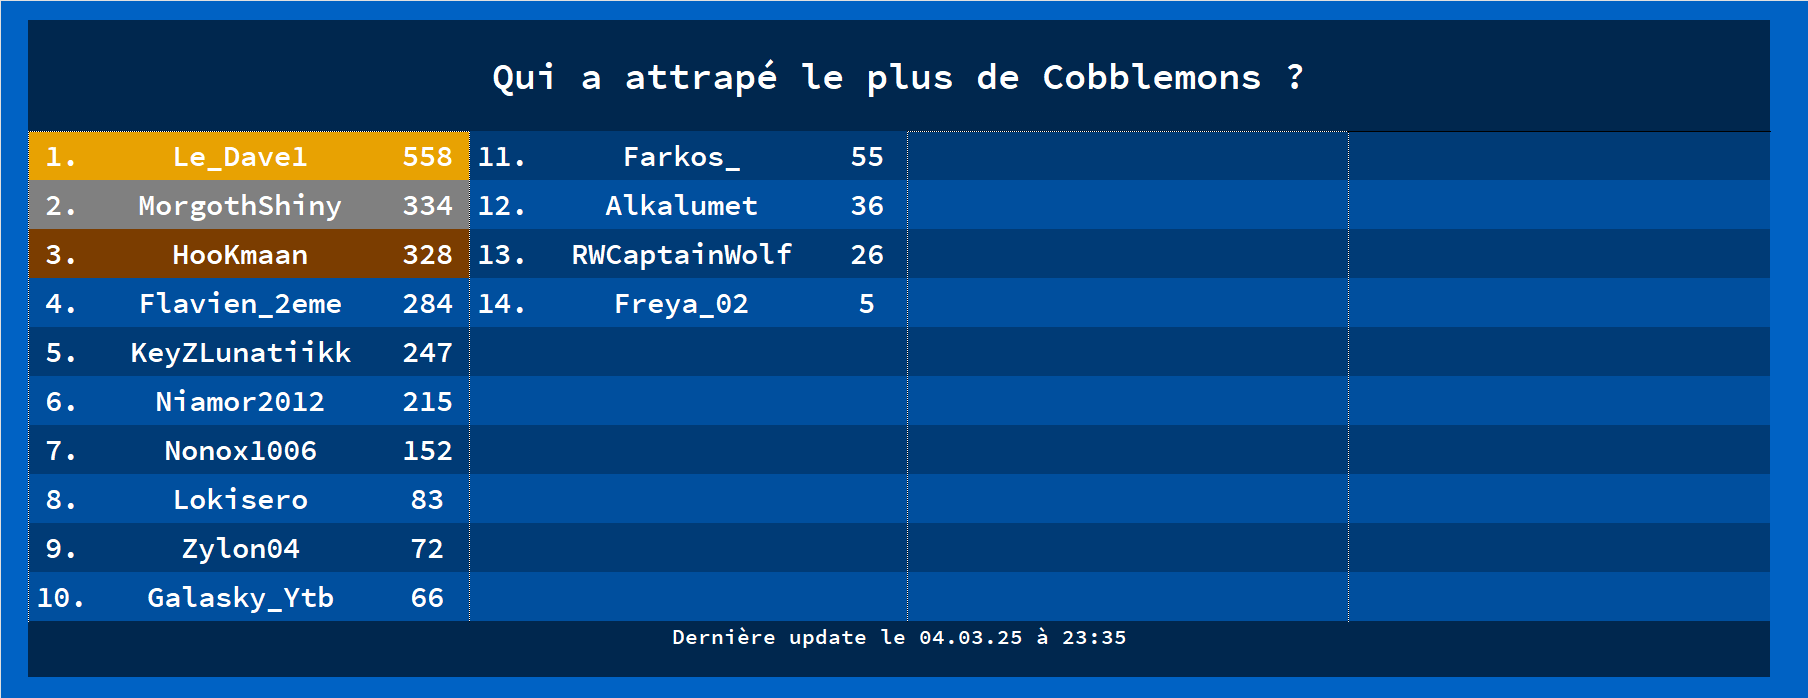 Qui a attrapé le plus de Cobblemons ?
1. Le_Dave1 558
2. MorgothShiny 334
3. HooKmaan 328
4. Flavien_2eme 284
5. KeyZLunatiikk 247
6. Niamor2012 215
7. Nonox1006 152
8. Lokisero 83
9. Zylon04 72
10. Galasky_Ytb 66
11. Farkos_ 55
12. Alkalumet 36
13. RWCaptainWolf 26
14. Freya_02 5
Dernière update le 04.03.25 à 23:35